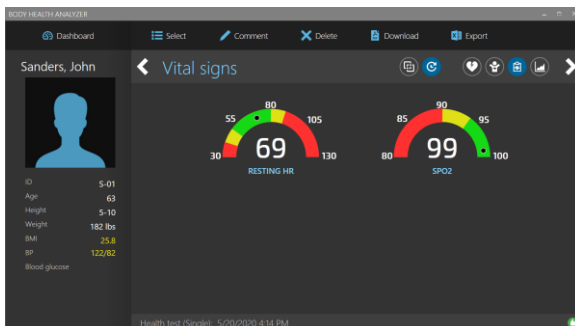 BODY HEALTH ANALYZER
Dashboard
Select
Comment
Delete
Download
Export
Sanders, John
Vital signs
ID S-01
Age 63
Height 5-10
Weight 182 lbs
BMI 25.8
BP 122/82
Blood glucose
30 55 80 105 130
69
RESTING HR
80 85 90 95 100
99
SPO2
Health test (Single): 5/20/2020 4:14 PM